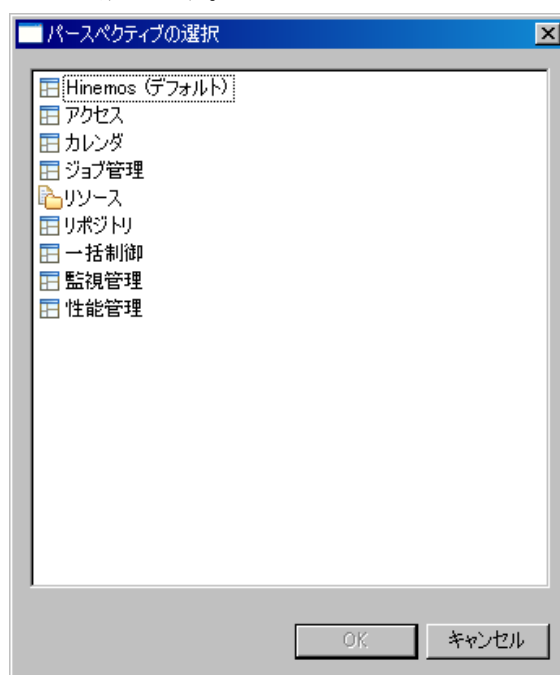 パースペクティブの選択
Hinemos (デフォルト)
アクセス
カレンダ
ジョブ管理
リソース
リポジトリ
一括制御
監視管理
性能管理
OK
キャンセル